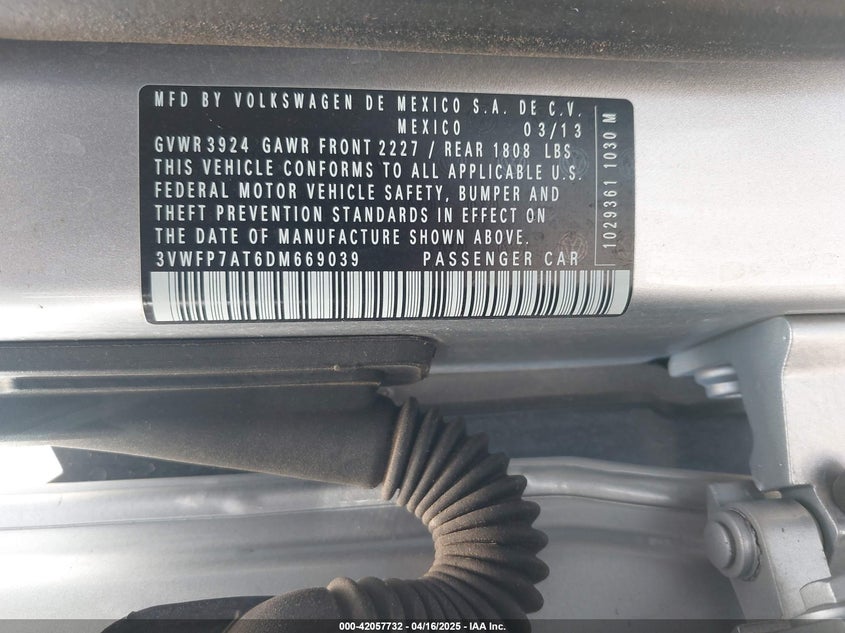 MFD BY VOLKSWAGEN DE MEXICO S.A. DE C.V.
MEXICO 03/13
GVWR 3924 GAWR FRONT 2227 / REAR 1808 LBS
THIS VEHICLE CONFORMS TO ALL APPLICABLE U.S.
FEDERAL MOTOR VEHICLE SAFETY, BUMPER AND
THEFT PREVENTION STANDARDS IN EFFECT ON
THE DATE OF MANUFACTURE SHOWN ABOVE.
3VWFP7AT6DM669039 PASSENGER CAR
1029361 1030 M
000-42057732 - 04/16/2025 - IAA Inc.